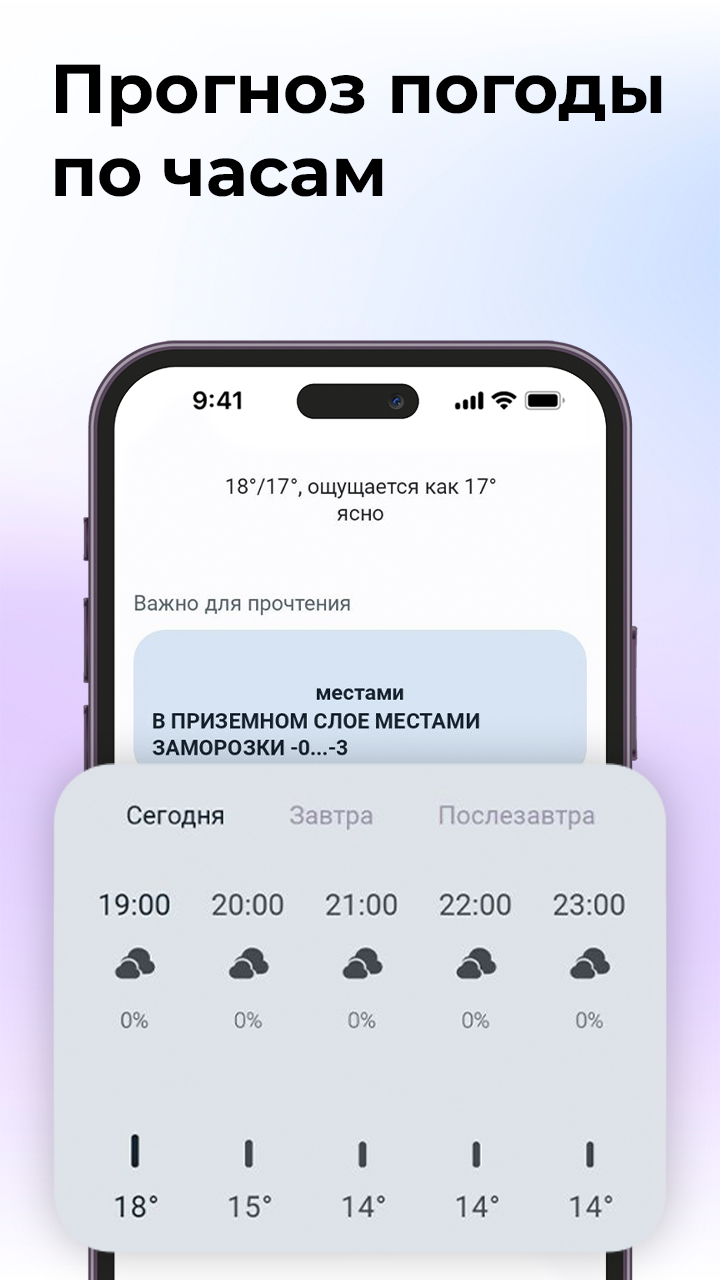 Прогноз погоды
по часам
9:41
18°/17°, ощущается как 17°
ясно
Важно для прочтения
местами
В ПРИЗЕМНОМ СЛОЕ МЕСТАМИ
ЗАМОРОЗКИ -0...-3
Сегодня Завтра Послезавтра
19:00 20:00 21:00 22:00 23:00
0% 0% 0% 0% 0%
18° 15° 14° 14° 14°